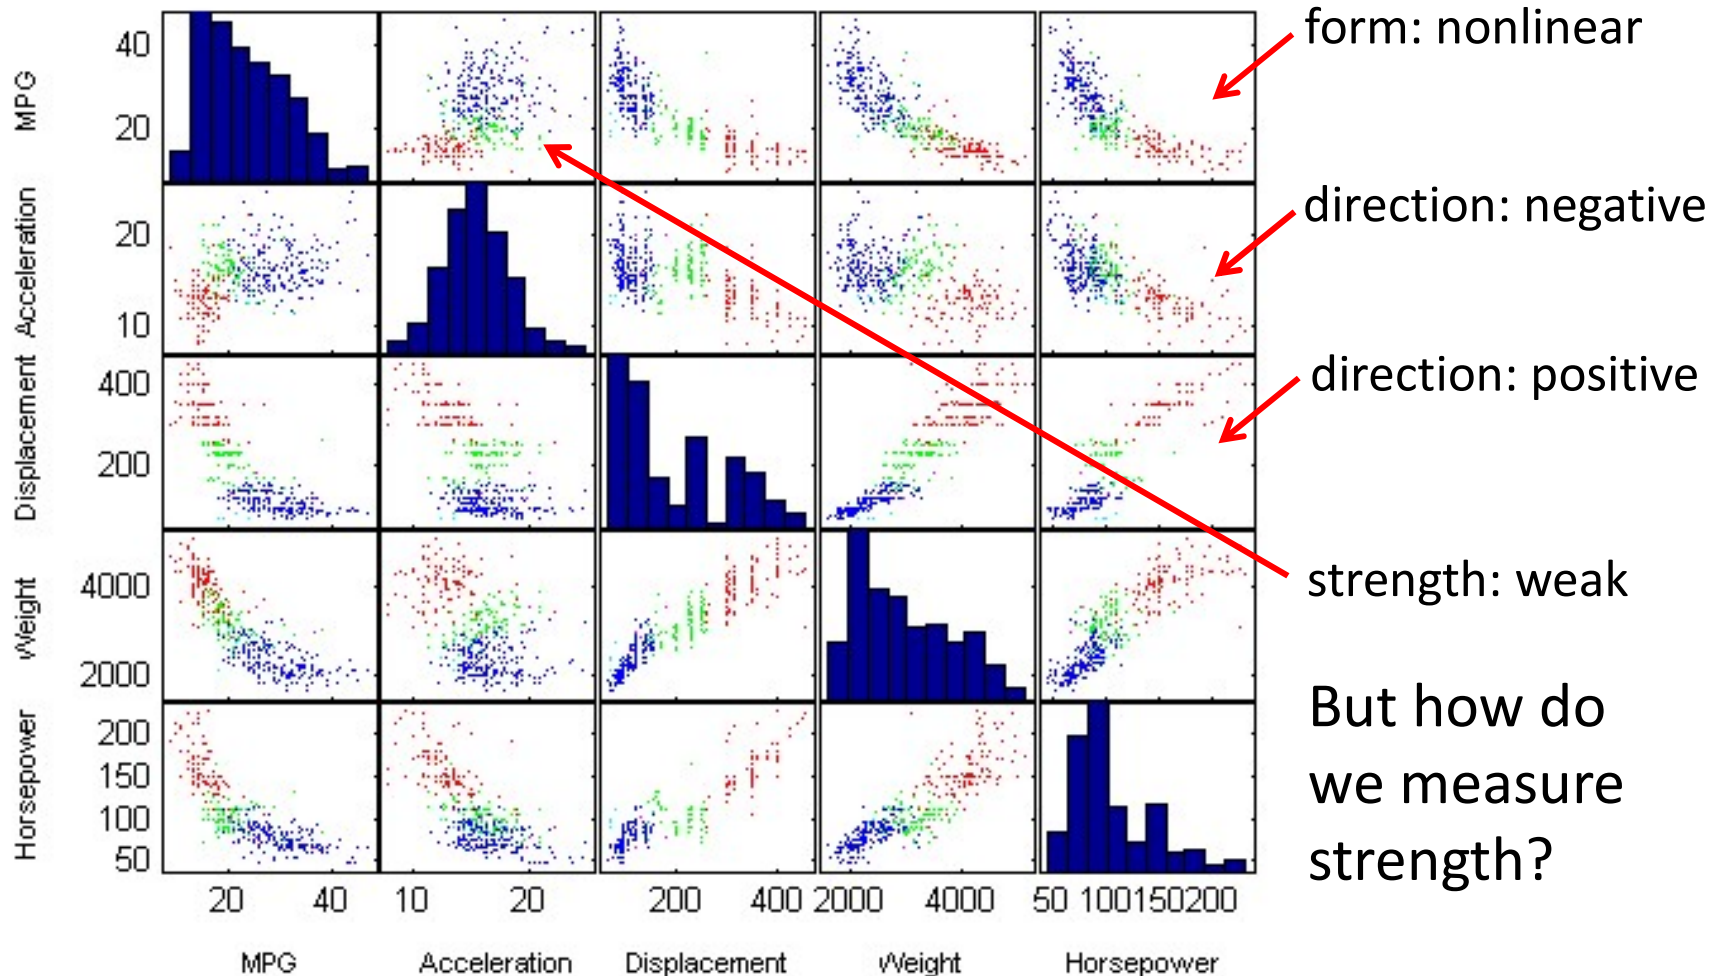 form: nonlinear
40
20
MPG
direction: negative
20
10
Acceleration
direction: positive
400
200
Displacement
strength: weak
4000
2000
Weight
But how do
we measure
strength?
200
150
100
50
Horsepower
20 40 10 20 200 400 2000 4000 50 100 150 200
MPG Acceleration Displacement Weight Horsepower